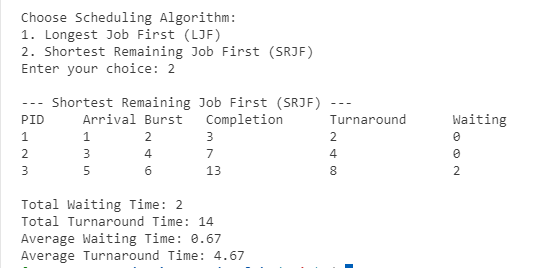 Choose Scheduling Algorithm:
1. Longest Job First (LJF)
2. Shortest Remaining Job First (SRJF)
Enter your choice: 2
--- Shortest Remaining Job First (SRJF) ---
PID Arrival Burst Completion Turnaround Waiting
1 1 2 3 2 0
2 3 4 7 4 0
3 5 6 13 8 2
Total Waiting Time: 2
Total Turnaround Time: 14
Average Waiting Time: 0.67
Average Turnaround Time: 4.67